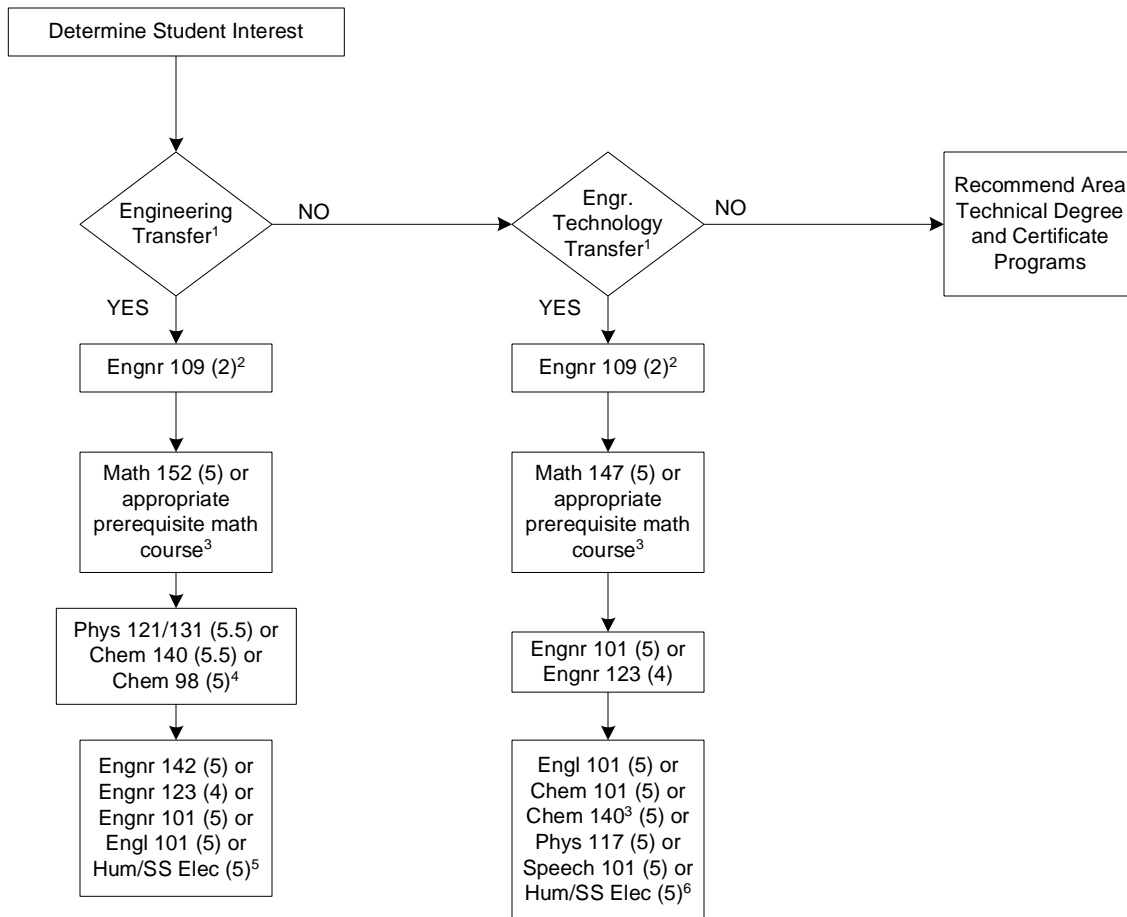 Determine Student Interest
Engineering
Transfer¹
NO
YES
Engr.
Technology
Transfer¹
NO
YES
Recommend Area
Technical Degree
and Certificate
Programs
Engnr 109 (2)²
Math 152 (5) or
appropriate
prerequisite math
course³
Phys 121/131 (5.5) or
Chem 140 (5.5) or
Chem 98 (5)⁴
Engnr 142 (5) or
Engnr 123 (4) or
Engnr 101 (5) or
Engl 101 (5) or
Hum/SS Elec (5)⁵
Engnr 109 (2)²
Math 147 (5) or
appropriate
prerequisite math
course³
Engnr 101 (5) or
Engnr 123 (4)
Engl 101 (5) or
Chem 101 (5) or
Chem 140³ (5) or
Phys 117 (5) or
Speech 101 (5) or
Hum/SS Elec (5)⁶